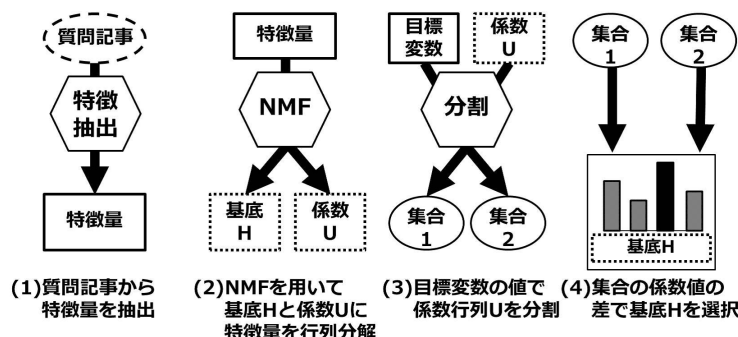 質問記事
特徴
抽出
特徴量
(1)質問記事から
特徴量を抽出
特徴量
NMF
基底
H
係数
U
(2)NMFを用いて
基底Hと係数Uに
特徴量を行列分解
目標
変数
係数
U
分割
集合
1
集合
2
(3)目標変数の値で
係数行列Uを分割
集合
1
集合
2
基底H
(4)集合の係数値の
差で基底Hを選択